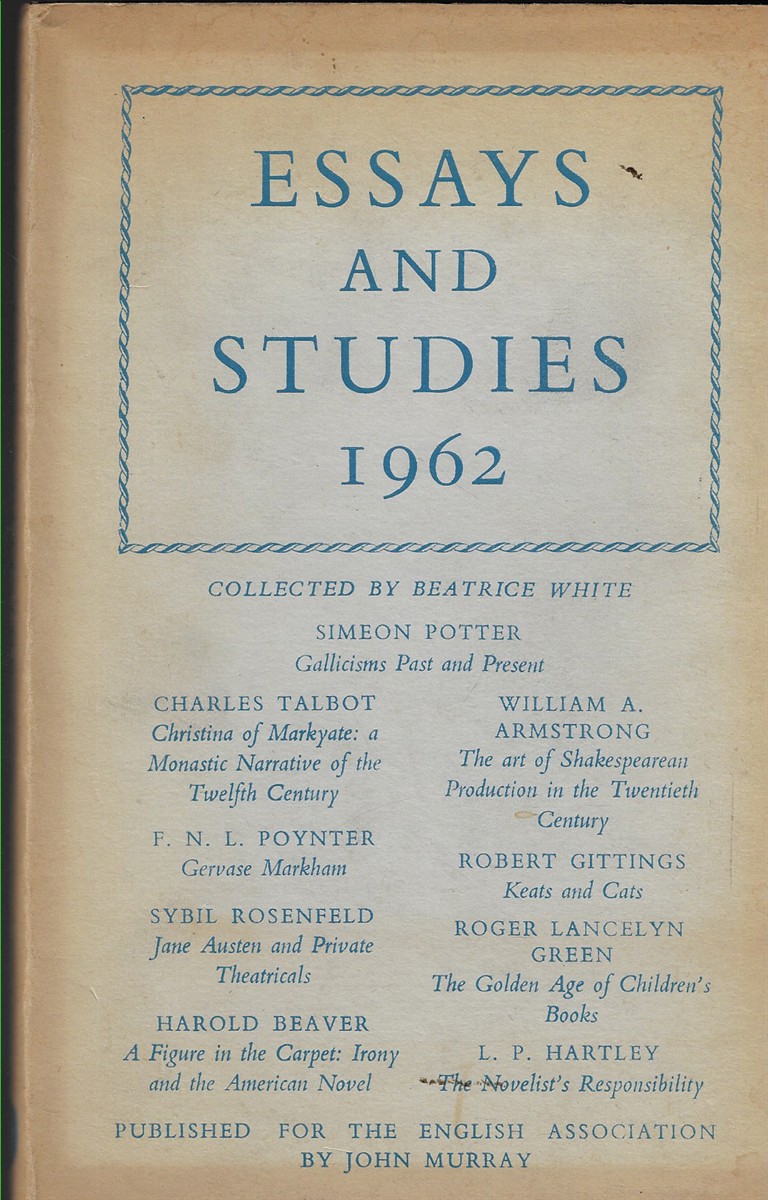 ESSAYS
AND
STUDIES
1962
COLLECTED BY BEATRICE WHITE
SIMEON POTTER
Gallicisms Past and Present
CHARLES TALBOT
Christina of Markyate: a
Monastic Narrative of the
Twelfth Century
F. N. L. POYNTER
Gervase Markham
SYBIL ROSENFELD
Jane Austen and Private
Theatricals
HAROLD BEAVER
A Figure in the Carpet: Irony
and the American Novel
WILLIAM A.
ARMSTRONG
The art of Shakespearean
Production in the Twentieth
Century
ROBERT GITTINGS
Keats and Cats
ROGER LANCELYN
GREEN
The Golden Age of Children's
Books
L. P. HARTLEY
The Novelist's Responsibility
PUBLISHED FOR THE ENGLISH ASSOCIATION
BY JOHN MURRAY